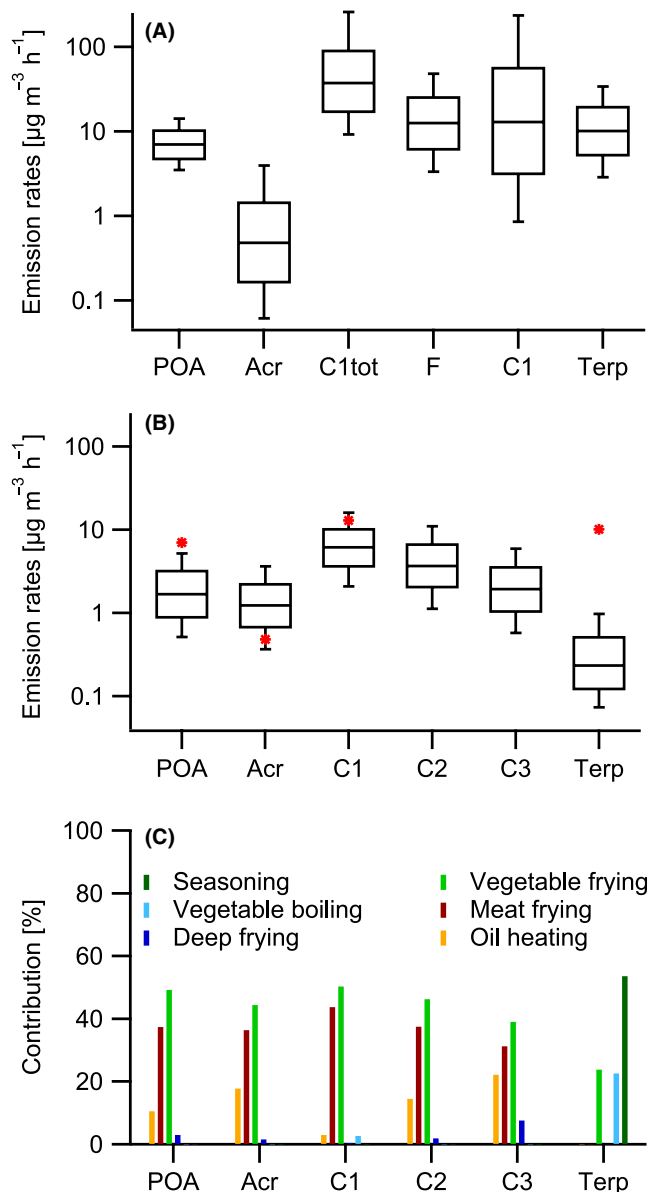 (A)
Emission rates [µg m⁻³ h⁻¹]
100
10
1
0.1
POA Acr C1tot F C1 Terp
(B)
Emission rates [µg m⁻³ h⁻¹]
100
10
1
0.1
POA Acr C1 C2 C3 Terp
(C)
Contribution [%]
100
80
60
40
20
0
Seasoning Vegetable frying
Vegetable boiling Meat frying
Deep frying Oil heating
POA Acr C1 C2 C3 Terp